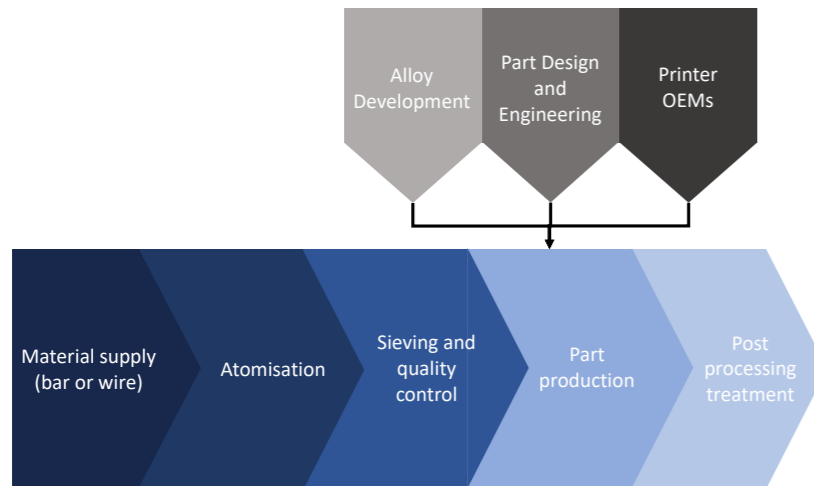 Alloy
Development
Part Design
and
Engineering
Printer
OEMs
Material supply
(bar or wire)
Atomisation
Sieving and
quality
control
Part
production
Post
processing
treatment